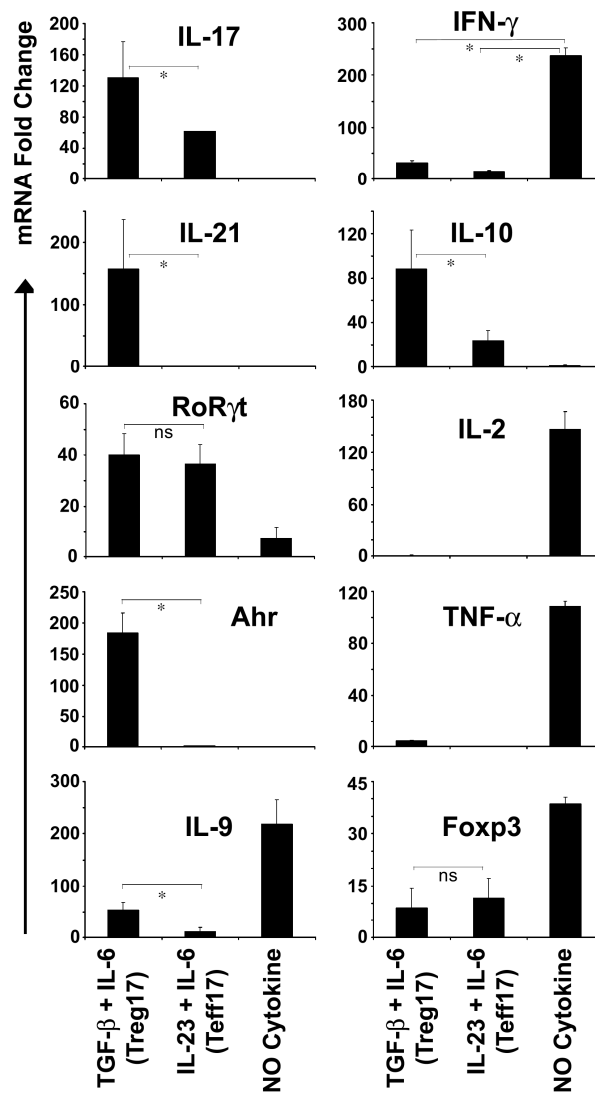 mRNA Fold Change
IL-17
200
160
120
80
40
0
*
IFN-γ
300
200
100
0
*
*
IL-21
200
150
100
50
0
*
IL-10
120
80
40
0
*
RoRγt
60
40
20
0
ns
IL-2
180
120
60
0
Ahr
250
200
150
100
50
0
*
TNF-α
120
80
40
0
IL-9
300
200
100
0
*
Foxp3
45
30
15
0
ns
TGF-β + IL-6
(Treg17)
IL-23 + IL-6
(Teff17)
NO Cytokine
TGF-β + IL-6
(Treg17)
IL-23 + IL-6
(Teff17)
NO Cytokine